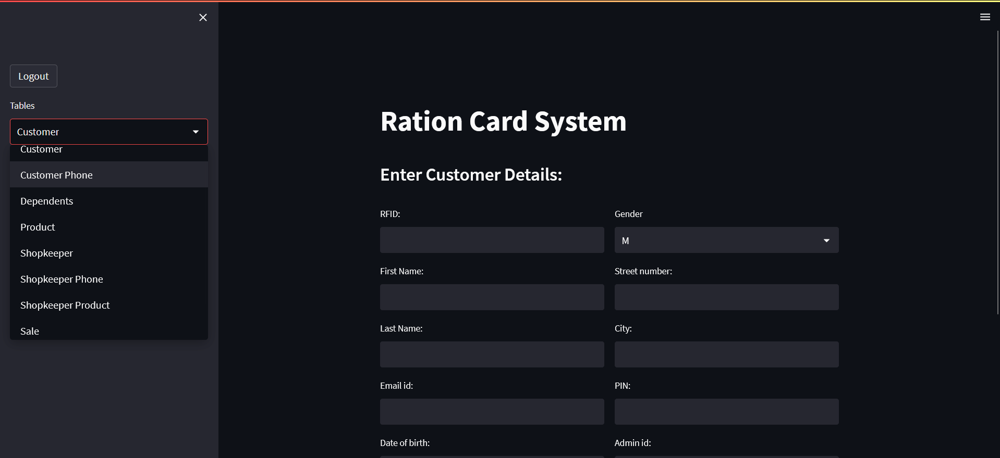 Logout
Tables
Customer
Customer
Customer Phone
Dependents
Product
Shopkeeper
Shopkeeper Phone
Shopkeeper Product
Sale
Ration Card System
Enter Customer Details:
RFID:
Gender
M
First Name:
Street number:
Last Name:
City:
Email id:
PIN:
Date of birth:
Admin id: